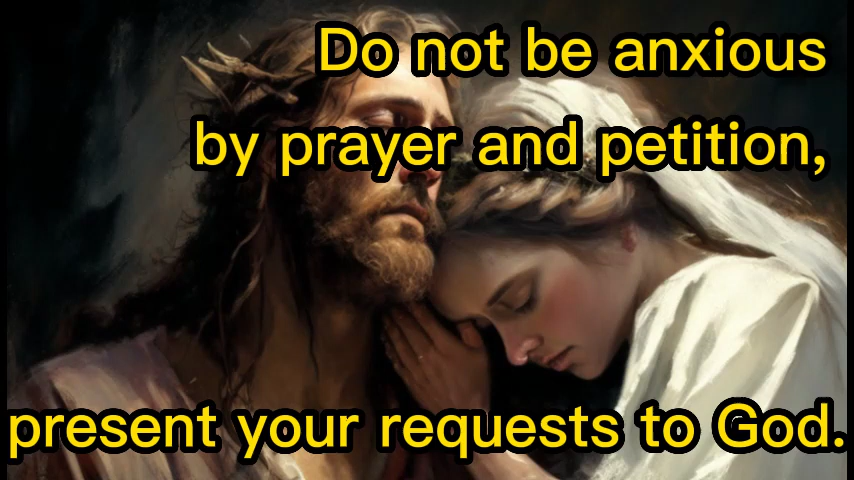 Do not be anxious
by prayer and petition,
present your requests to God.